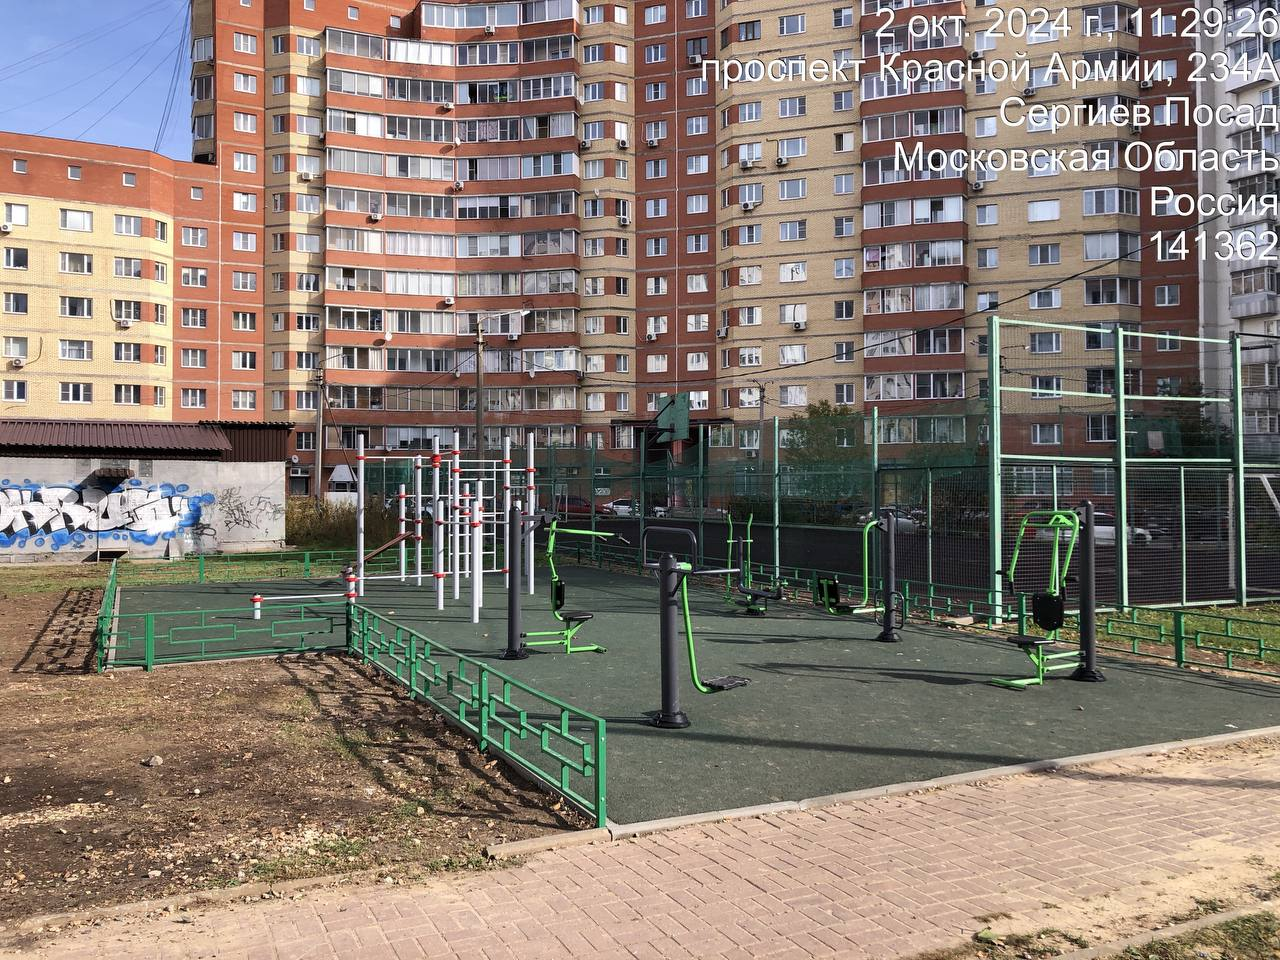 2 окт. 2024 г., 11:29:26
проспект Красной Армии, 234А
Сергиев Посад
Московская Область
Россия
141362